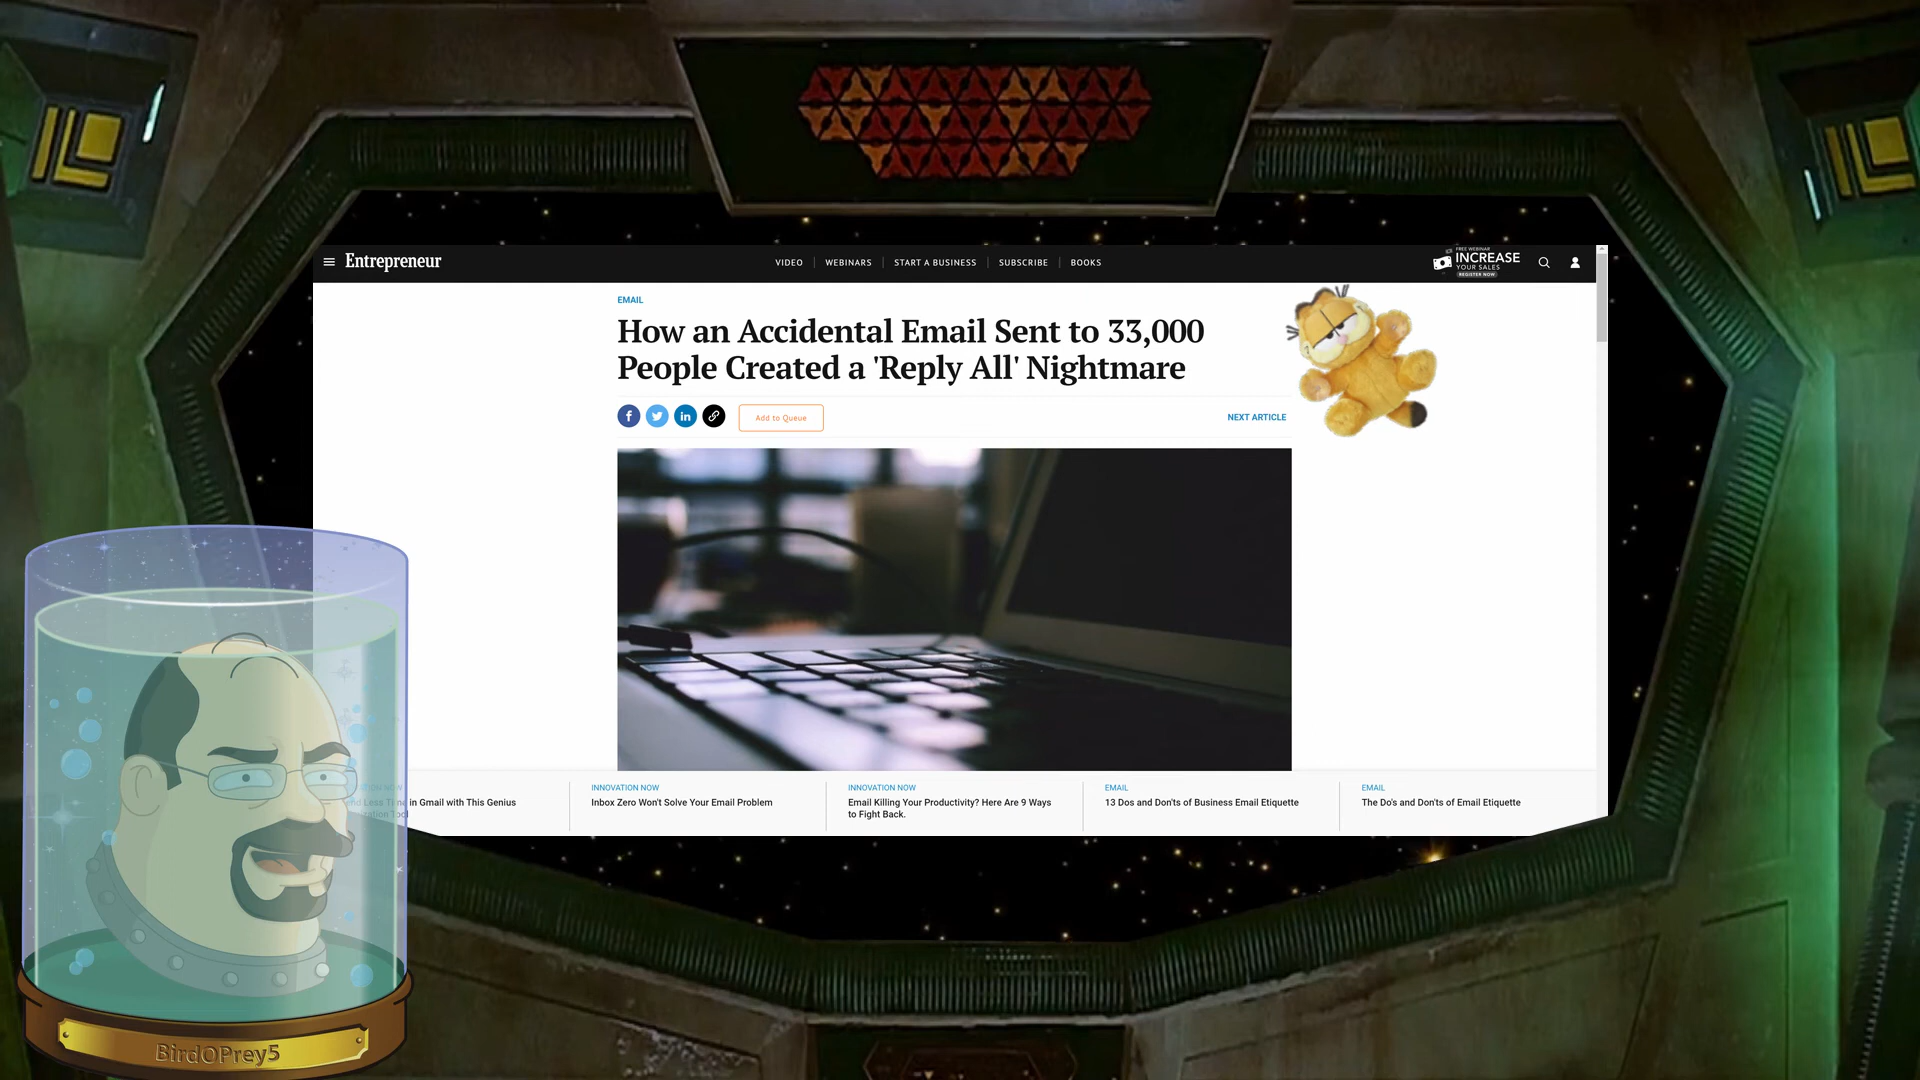 Entrepreneur
VIDEO
WEBINARS
START A BUSINESS
SUBSCRIBE
BOOKS
FREE WEBINAR
INCREASE
YOUR SALES
REGISTER NOW
EMAIL
How an Accidental Email Sent to 33,000
People Created a 'Reply All' Nightmare
Add to Queue
NEXT ARTICLE
in Gmail with This Genius
INNOVATION NOW
Inbox Zero Won't Solve Your Email Problem
INNOVATION NOW
Email Killing Your Productivity? Here Are 9 Ways
to Fight Back.
EMAIL
13 Dos and Don'ts of Business Email Etiquette
EMAIL
The Do's and Don'ts of Email Etiquette
BirdOPrey5